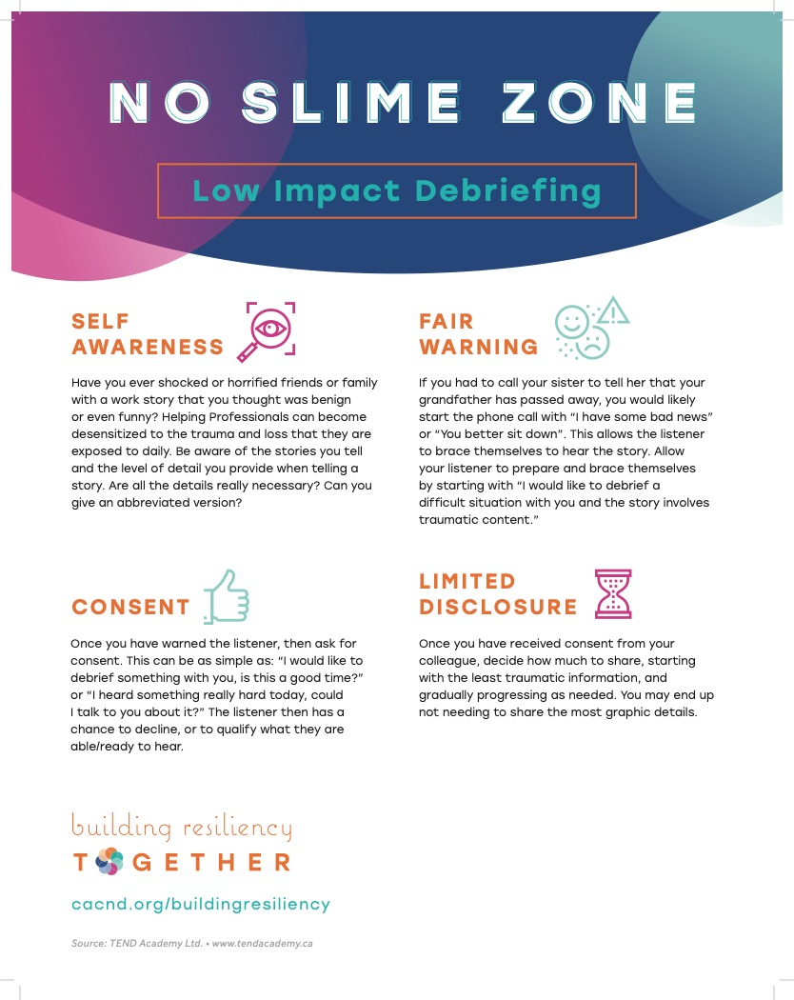 NO SLIME ZONE
Low Impact Debriefing
SELF
AWARENESS
Have you ever shocked or horrified friends or family
with a work story that you thought was benign
or even funny? Helping Professionals can become
desensitized to the trauma and loss that they are
exposed to daily. Be aware of the stories you tell
and the level of detail you provide when telling a
story. Are all the details really necessary? Can you
give an abbreviated version?
FAIR
WARNING
If you had to call your sister to tell her that your
grandfather has passed away, you would likely
start the phone call with “I have some bad news”
or “You better sit down”. This allows the listener
to brace themselves to hear the story. Allow
your listener to prepare and brace themselves
by starting with “I would like to debrief a
difficult situation with you and the story involves
traumatic content.”
CONSENT
Once you have warned the listener, then ask for
consent. This can be as simple as: “I would like to
debrief something with you, is this a good time?”
or “I heard something really hard today, could
I talk to you about it?” The listener then has a
chance to decline, or to qualify what they are
able/ready to hear.
LIMITED
DISCLOSURE
Once you have received consent from your
colleague, decide how much to share, starting
with the least traumatic information, and
gradually progressing as needed. You may end up
not needing to share the most graphic details.
building resiliency
TOGETHER
cacnd.org/buildingresiliency
Source: TEND Academy Ltd. • www.tendacademy.ca